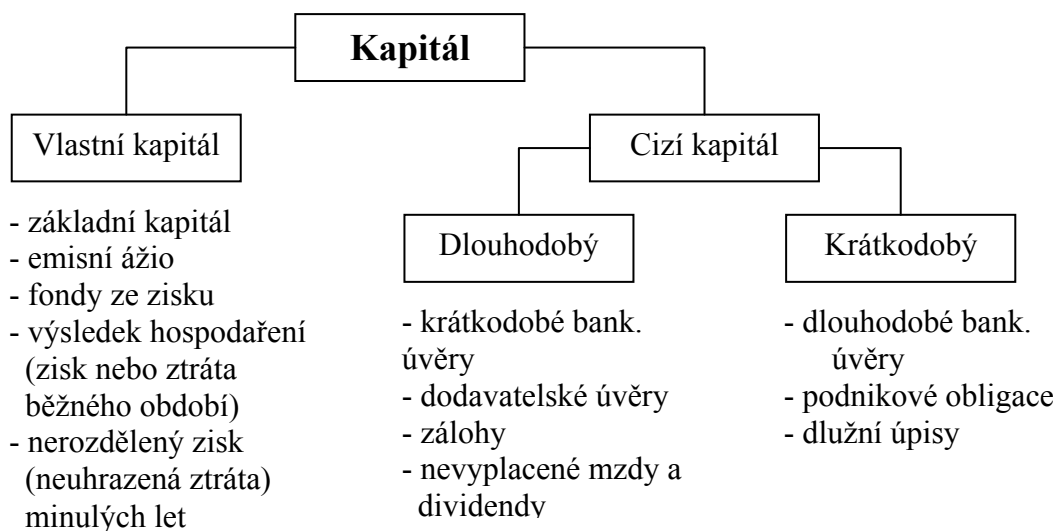 Kapitál
Vlastní kapitál
- základní kapitál
- emisní ážio
- fondy ze zisku
- výsledek hospodaření
(zisk nebo ztráta
běžného období)
- nerozdělený zisk
(neuhrazená ztráta)
minulých let
Cizí kapitál
Dlouhodobý
- krátkodobé bank.
úvěry
- dodavatelské úvěry
- zálohy
- nevyplacené mzdy a
dividendy
Krátkodobý
- dlouhodobé bank.
úvěry
- podnikové obligace
- dlužní úpisy